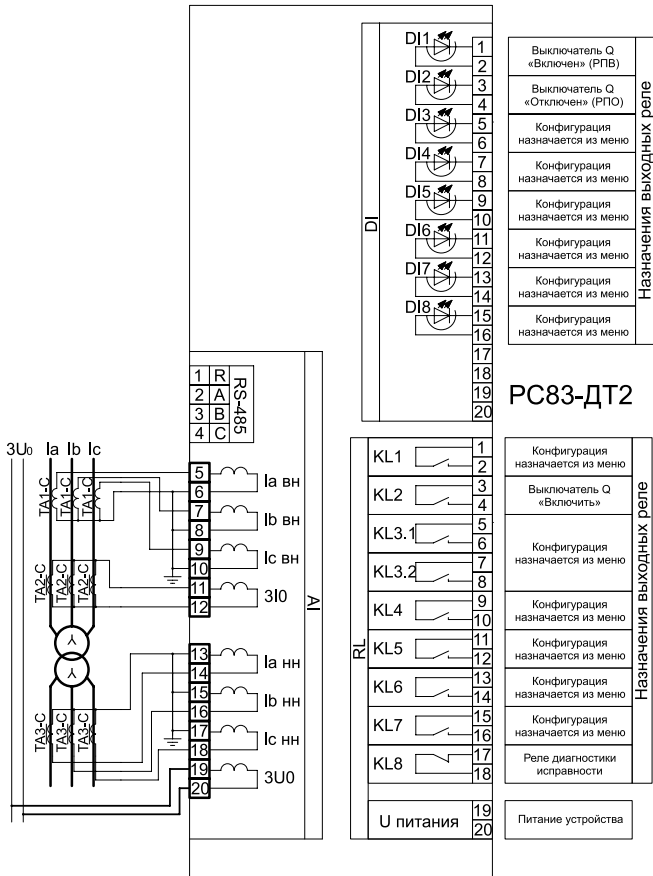 DI
DI1
1
2
Выключатель Q
«Включен» (РПВ)
DI2
3
4
Выключатель Q
«Отключен» (РПО)
DI3
5
6
Конфигурация
назначается из меню
DI4
7
8
Конфигурация
назначается из меню
DI5
9
10
Конфигурация
назначается из меню
DI6
11
12
Конфигурация
назначается из меню
DI7
13
14
Конфигурация
назначается из меню
DI8
15
16
Конфигурация
назначается из меню
17
18
19
20
Назначения выходных реле
РС83-ДТ2
1 R
2 A
3 B
4 C
RS-485
3U0 Ia Ib Ic
TA1-C TA1-C TA1-C
TA2-C TA2-C TA2-C
Y
Y
TA3-C TA3-C TA3-C
AI
5
6
Ia вн
7
8
Ib вн
9
10
Ic вн
11
12
3I0
13
14
Ia нн
15
16
Ib нн
17
18
Ic нн
19
20
3U0
RL
KL1
1
2
Конфигурация
назначается из меню
KL2
3
4
Выключатель Q
«Включить»
KL3.1
5
6
KL3.2
7
8
Конфигурация
назначается из меню
KL4
9
10
Конфигурация
назначается из меню
KL5
11
12
Конфигурация
назначается из меню
KL6
13
14
Конфигурация
назначается из меню
KL7
15
16
Конфигурация
назначается из меню
KL8
17
18
Реле диагностики
исправности
Назначения выходных реле
U питания
19
20
Питание устройства